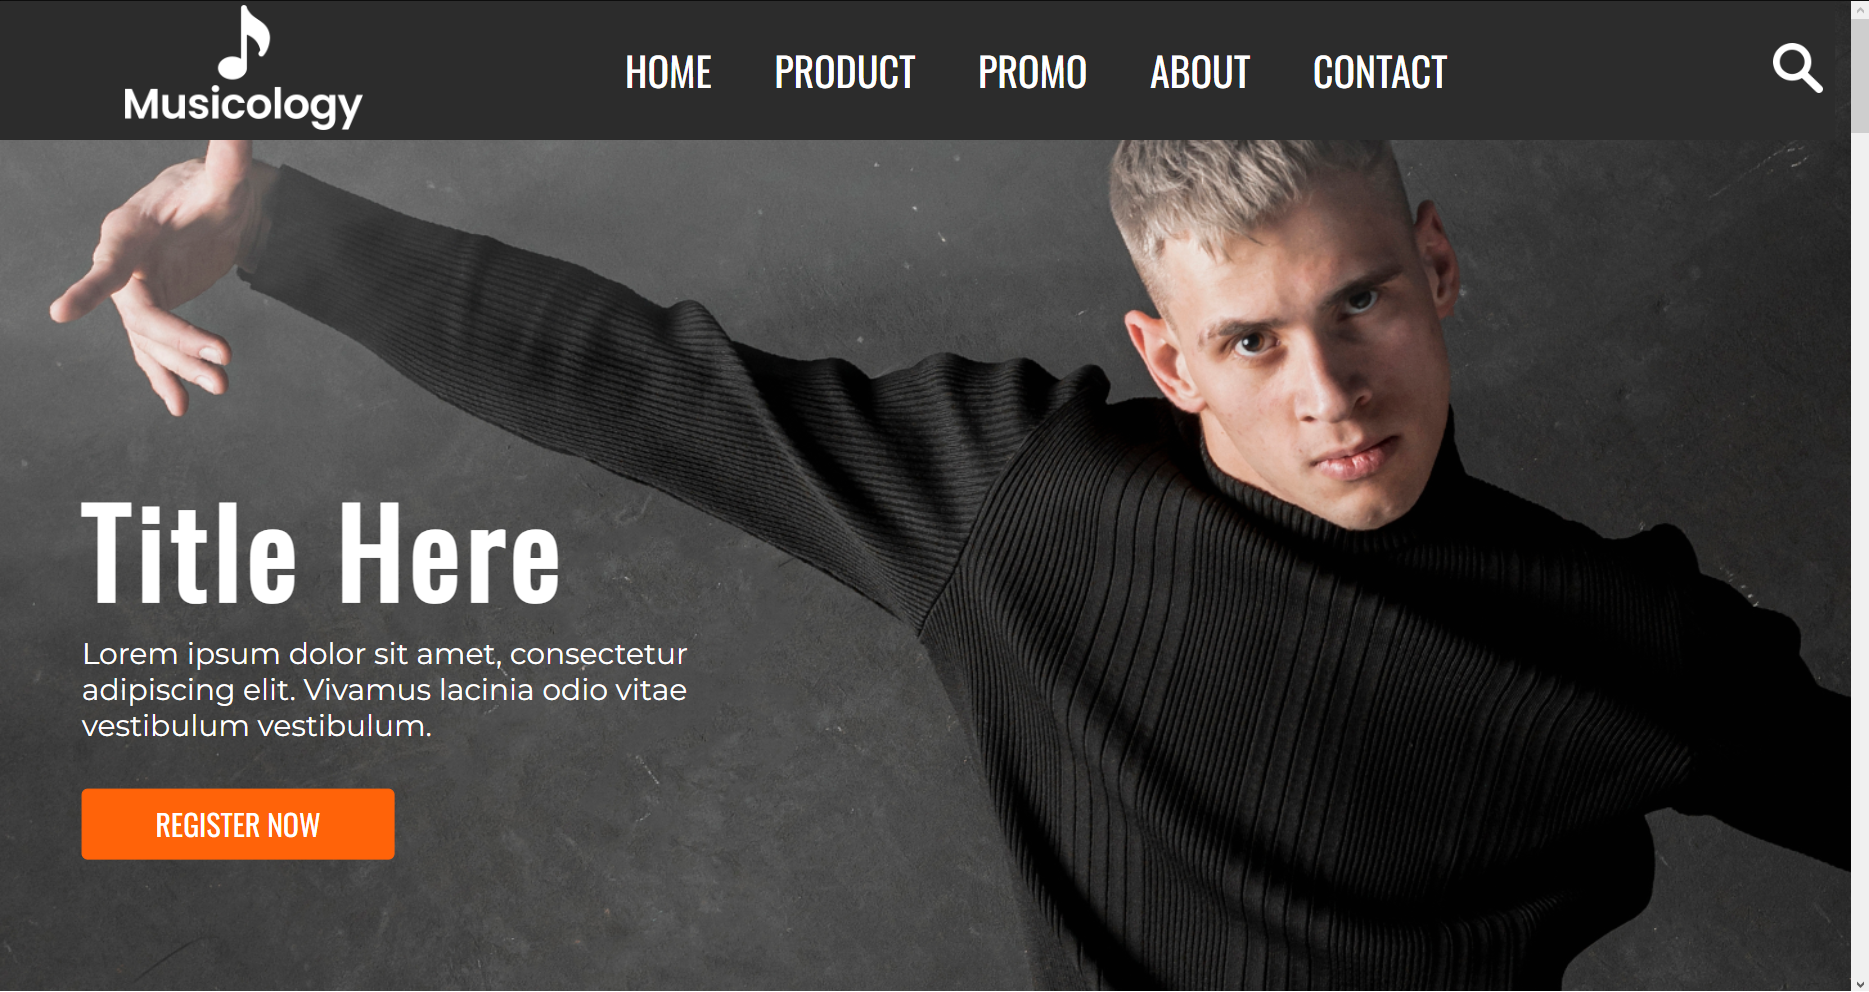 Musicology
HOME PRODUCT PROMO ABOUT CONTACT
Title Here
Lorem ipsum dolor sit amet, consectetur
adipiscing elit. Vivamus lacinia odio vitae
vestibulum vestibulum.
REGISTER NOW